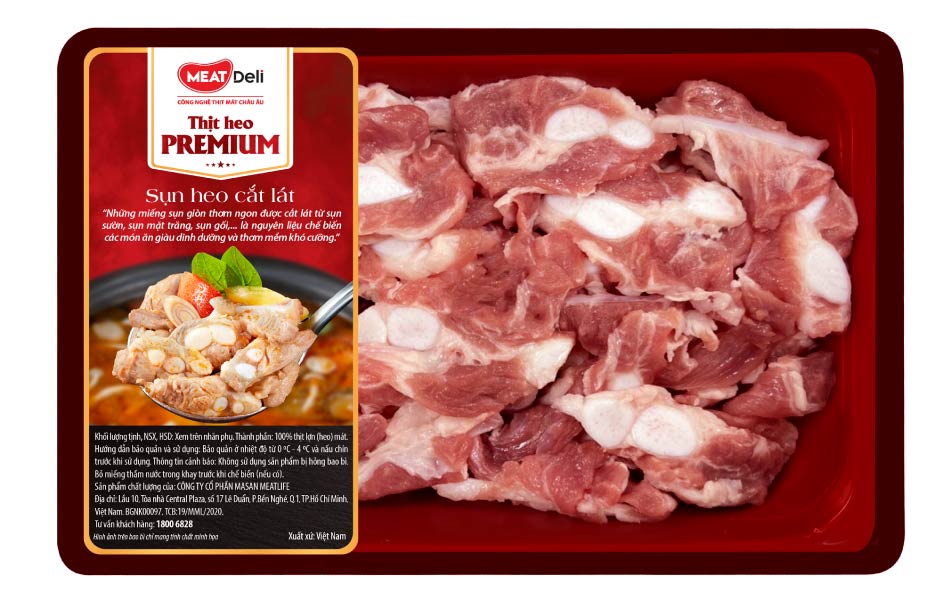 MEAT Deli
CÔNG NGHỆ THỊT MÁT CHÂU ÂU
Thịt heo
PREMIUM
Sụn heo cắt lát
“Những miếng sụn giòn thơm ngon được cắt lát từ sụn
sườn, sụn mặt trăng, sụn gối,... là nguyên liệu chế biến
các món ăn giàu dinh dưỡng và thơm mềm khó cưỡng.”
Khối lượng tịnh, NSX, HSD: Xem trên nhãn phụ. Thành phần: 100% thịt lợn (heo) mát.
Hướng dẫn bảo quản và sử dụng: Bảo quản ở nhiệt độ từ 0 ºC - 4 ºC và nấu chín
trước khi sử dụng. Thông tin cảnh báo: Không sử dụng sản phẩm bị hỏng bao bì.
Bỏ miếng thấm nước trong khay trước khi chế biến (nếu có).
Sản phẩm chất lượng của: CÔNG TY CỔ PHẦN MASAN MEATLIFE
Địa chỉ: Lầu 10, Tòa nhà Central Plaza, số 17 Lê Duẩn, P.Bến Nghé, Q.1, TP.Hồ Chí Minh,
Việt Nam. BGNK00097. TCB:19/MML/2020.
Tư vấn khách hàng: 1800 6828
Hình ảnh trên bao bì chỉ mang tính chất minh họa
Xuất xứ: Việt Nam